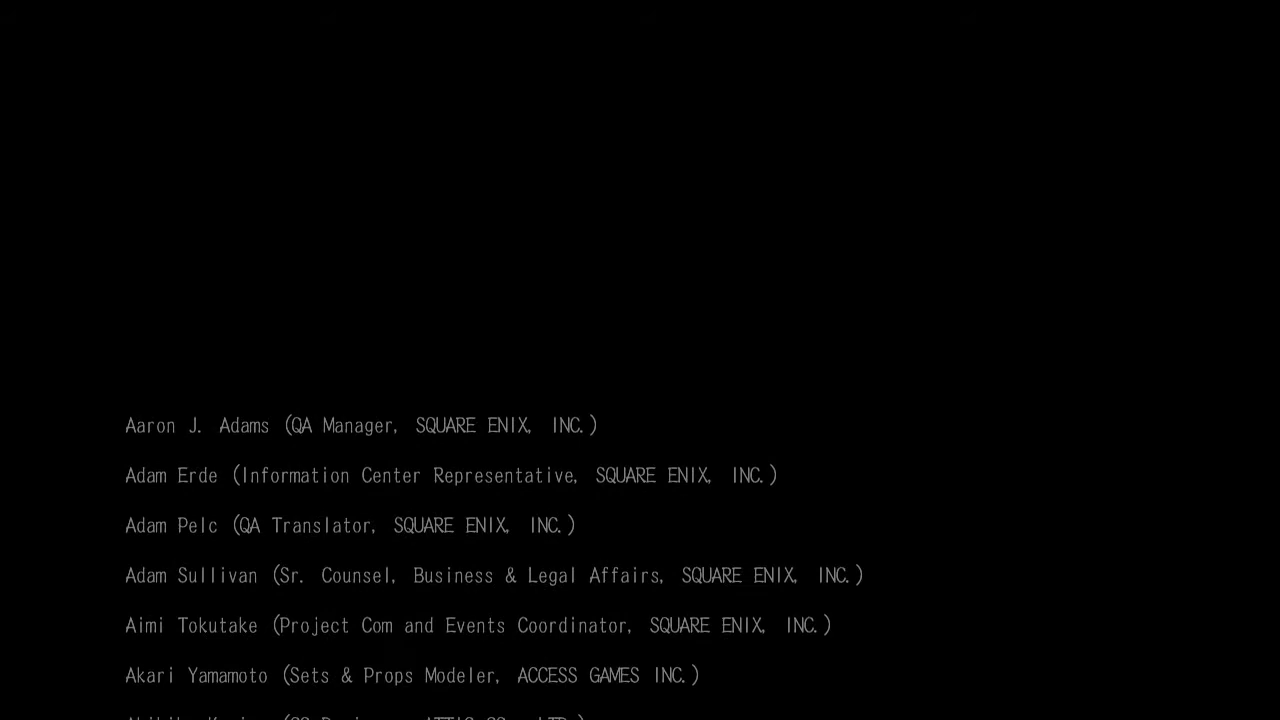 Aaron J. Adams (QA Manager, SQUARE ENIX, INC.)
Adam Erde (Information Center Representative, SQUARE ENIX, INC.)
Adam Pelc (QA Translator, SQUARE ENIX, INC.)
Adam Sullivan (Sr. Counsel, Business & Legal Affairs, SQUARE ENIX, INC.)
Aimi Tokutake (Project Com and Events Coordinator, SQUARE ENIX, INC.)
Akari Yamamoto (Sets & Props Modeler, ACCESS GAMES INC.)